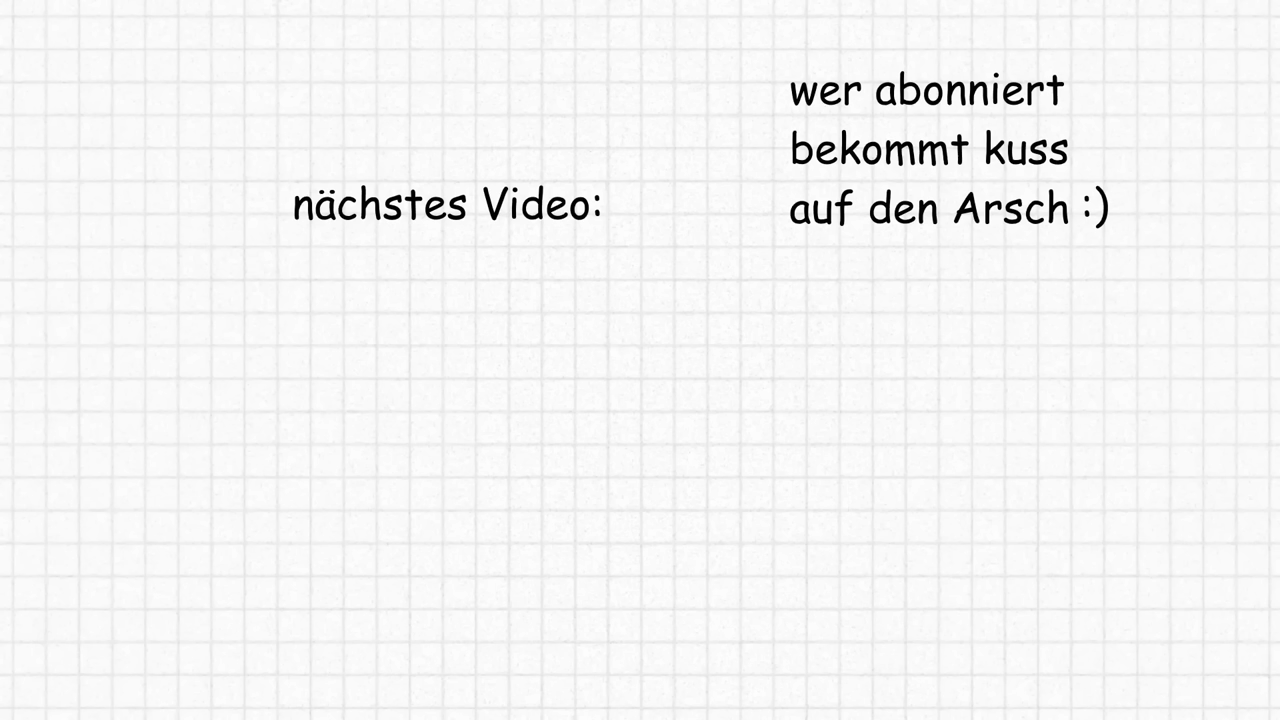 nächstes Video:
wer abonniert
bekommt kuss
auf den Arsch :)